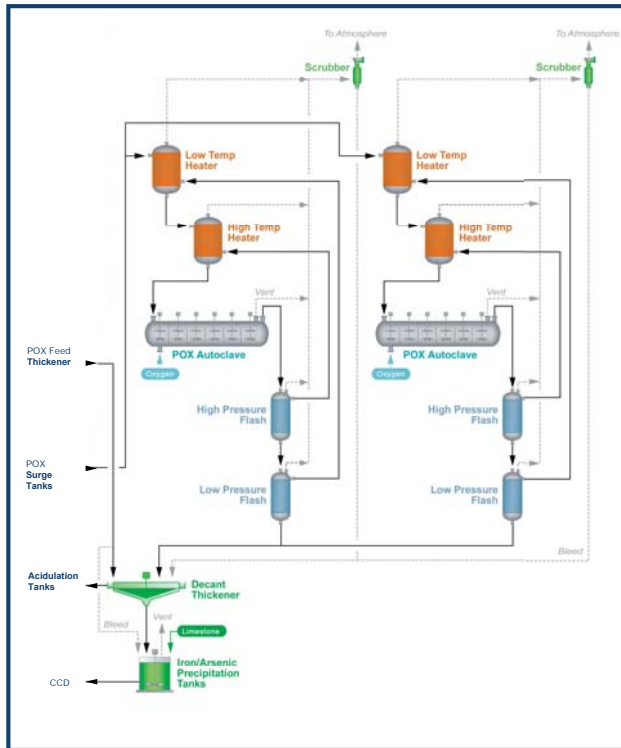 To Atmosphere
To Atmosphere
Scrubber
Scrubber
Low Temp
Heater
Low Temp
Heater
High Temp
Heater
High Temp
Heater
Vent
Vent
POX Autoclave
POX Autoclave
Oxygen
Oxygen
POX Feed
Thickener
High Pressure
Flash
High Pressure
Flash
POX
Surge
Tanks
Low Pressure
Flash
Low Pressure
Flash
Bleed
Acidulation
Tanks
Decant
Thickener
Bleed
Vent
Limestone
Iron/Arsenic
Precipitation
Tanks
CCD